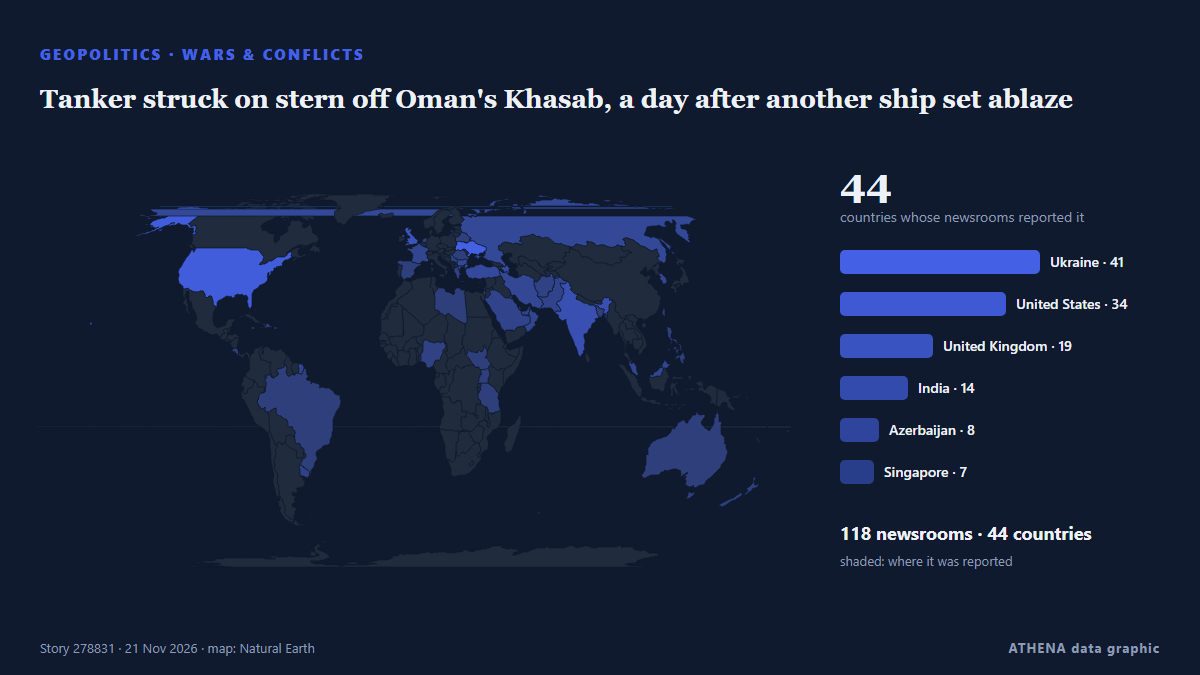 GEOPOLITICS · WARS & CONFLICTS
Tanker struck on stern off Oman's Khasab, a day after another ship set ablaze
44
countries whose newsrooms reported it
Ukraine · 41
United States · 34
United Kingdom · 19
India · 14
Azerbaijan · 8
Singapore · 7
118 newsrooms · 44 countries
shaded: where it was reported
Story 278831 · 21 Nov 2026 · map: Natural Earth
ATHENA data graphic